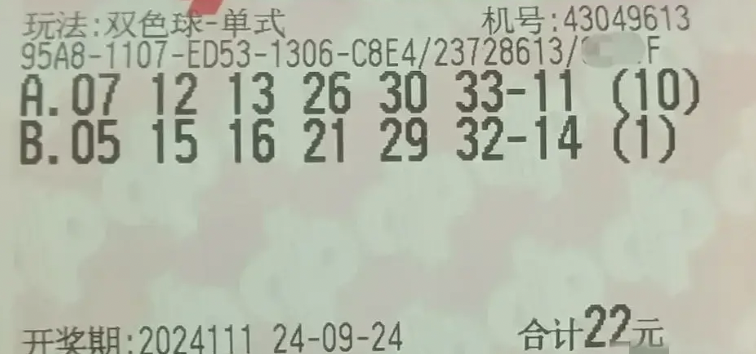 玩法:双色球-单式 机号:43049613
95A8-1107-ED53-1306-C8E4/23728613/ F
A.07 12 13 26 30 33-11 (10)
B.05 15 16 21 29 32-14 (1)
开奖期:2024111 24-09-24 合计22元